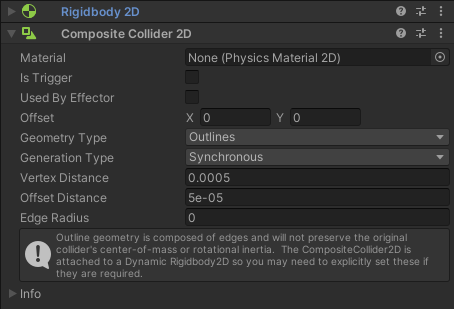 Rigidbody 2D
Composite Collider 2D
Material None (Physics Material 2D)
Is Trigger
Used By Effector
Offset X 0 Y 0
Geometry Type Outlines
Generation Type Synchronous
Vertex Distance 0.0005
Offset Distance 5e-05
Edge Radius 0
Outline geometry is composed of edges and will not preserve the original
collider's center-of-mass or rotational inertia.  The CompositeCollider2D is
attached to a Dynamic Rigidbody2D so you may need to explicitly set these if
they are required.
Info